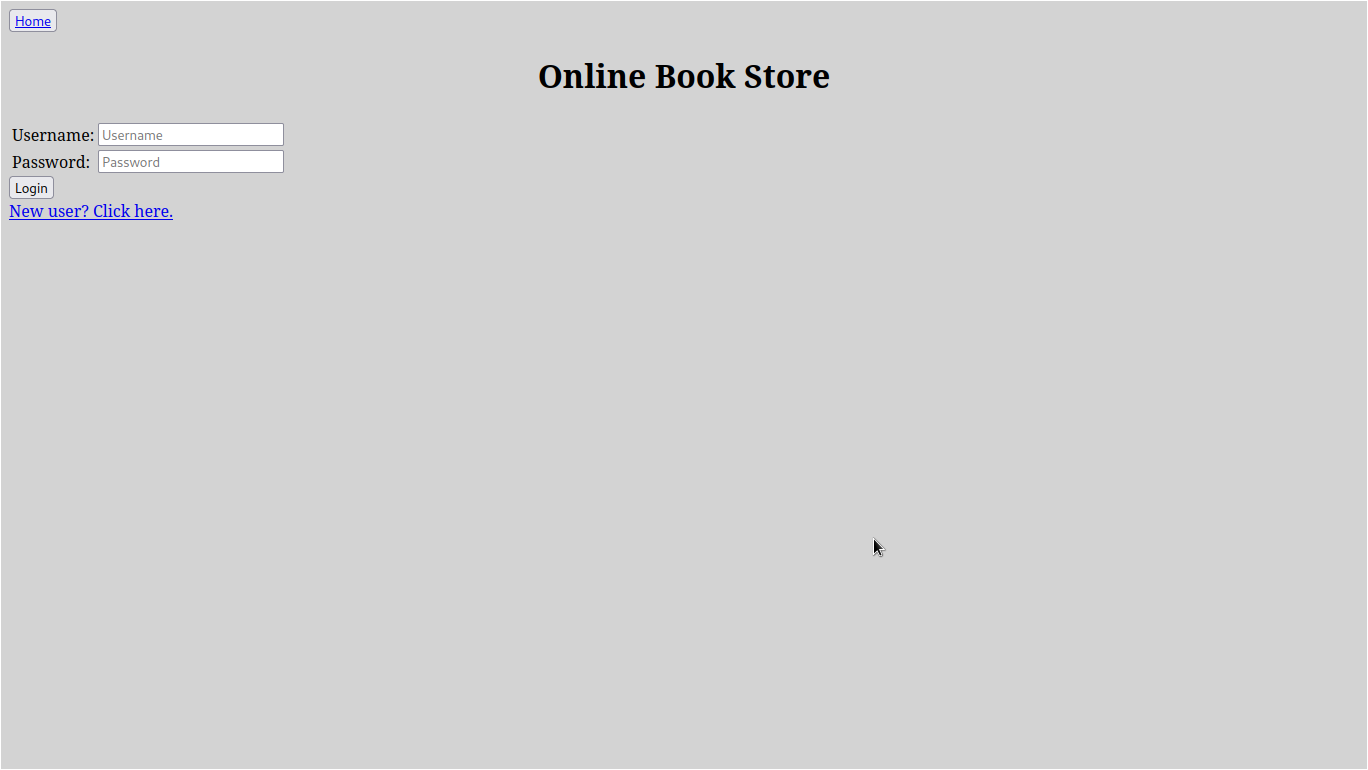 Home
Online Book Store
Username: Username
Password: Password
Login
New user? Click here.